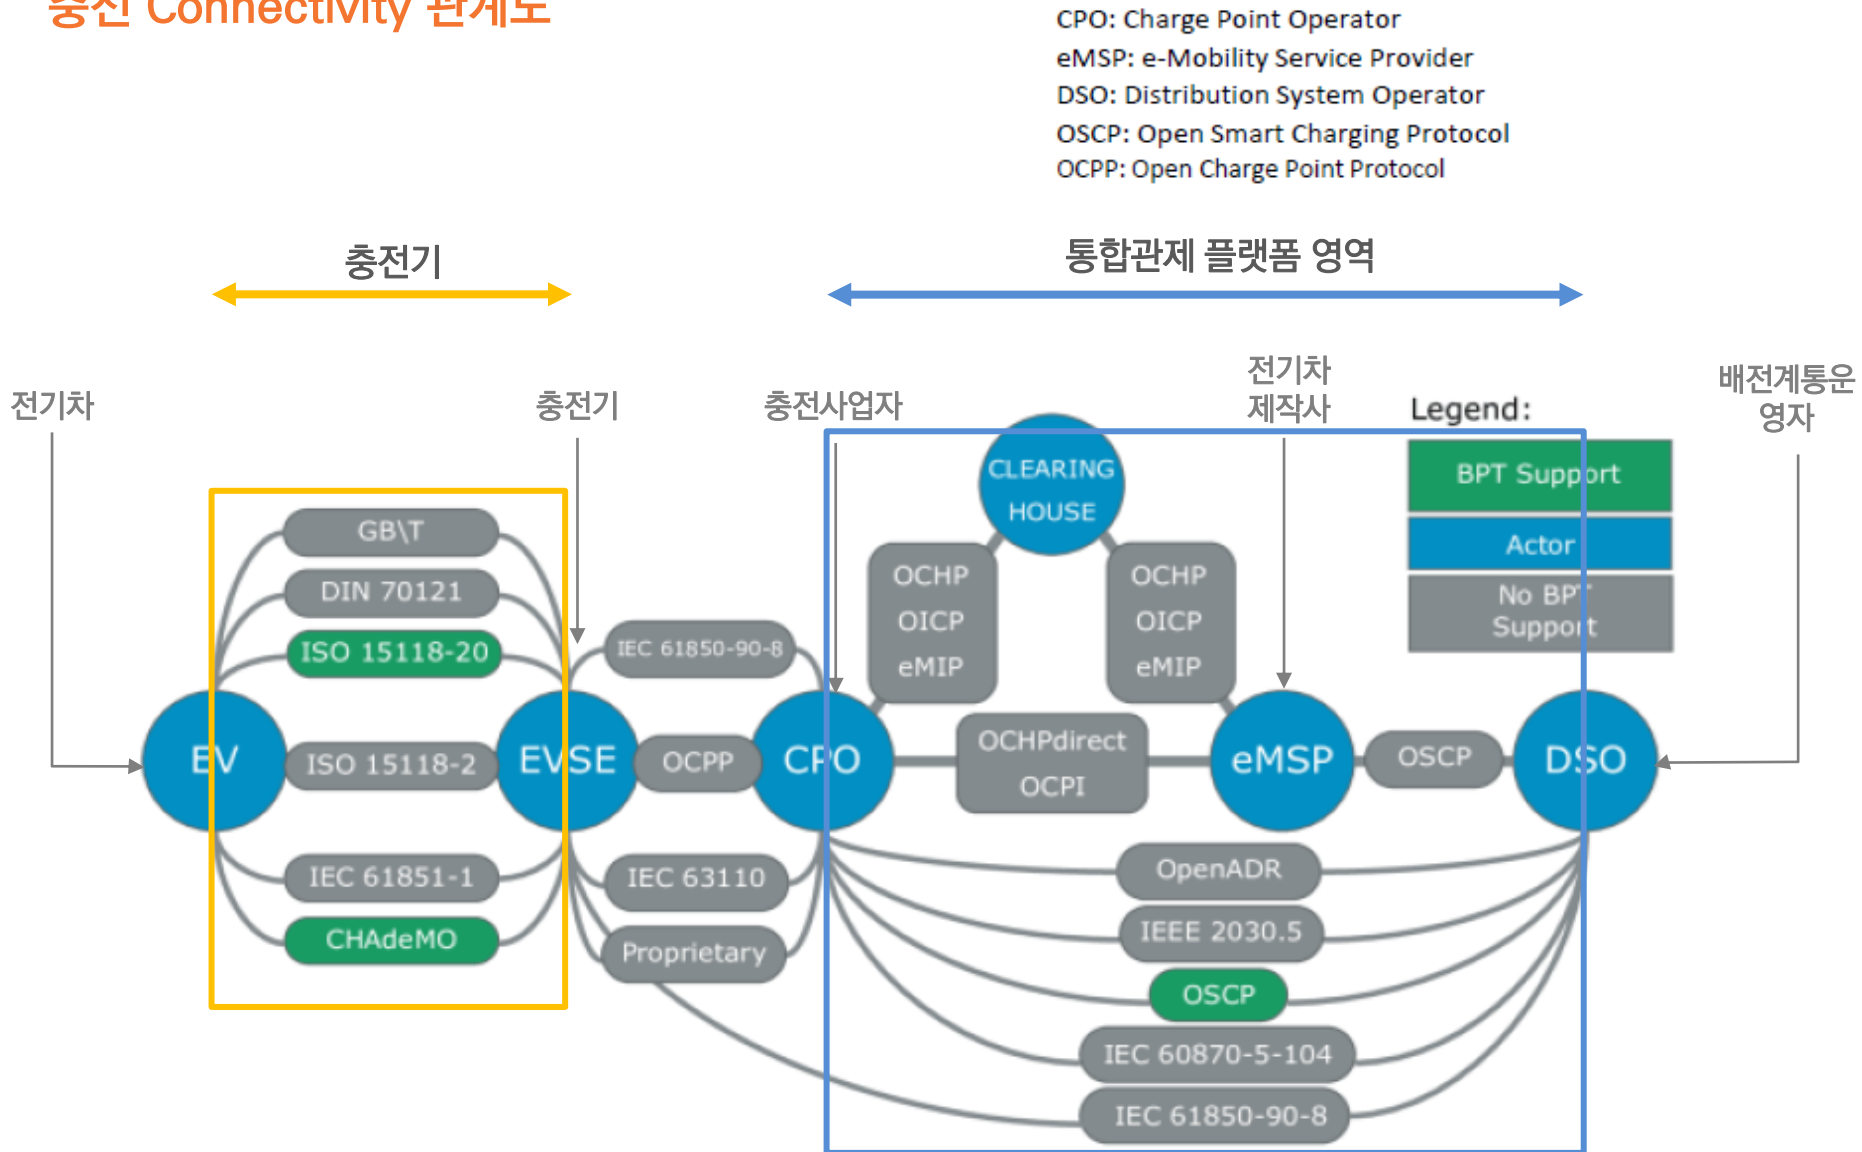 충전 Connectivity 관계도
CPO: Charge Point Operator
eMSP: e-Mobility Service Provider
DSO: Distribution System Operator
OSCP: Open Smart Charging Protocol
OCPP: Open Charge Point Protocol
충전기
통합관제 플랫폼 영역
전기차
충전기
충전사업자
전기차
제작사
배전계통운
영자
Legend:
BPT Support
Actor
No BPT
Support
CLEARING
HOUSE
GB\T
DIN 70121
ISO 15118-20
IEC 61850-90-8
OCHP
OICP
eMIP
OCHP
OICP
eMIP
EV
ISO 15118-2
EVSE
OCPP
CPO
OCHPdirect
OCPI
eMSP
OSCP
DSO
IEC 61851-1
CHAdeMO
IEC 63110
Proprietary
OpenADR
IEEE 2030.5
OSCP
IEC 60870-5-104
IEC 61850-90-8